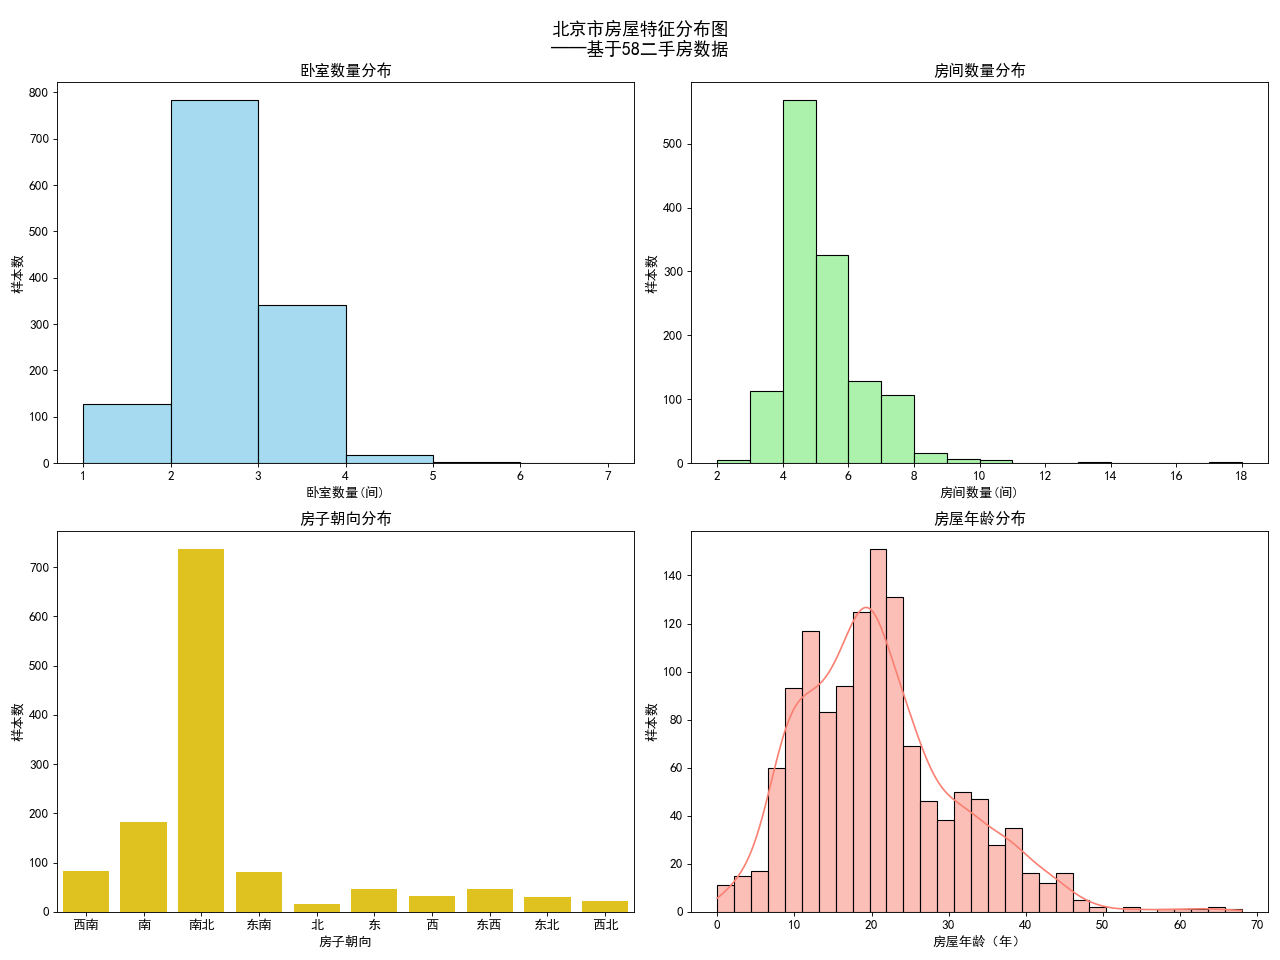 北京市房屋特征分布图
——基于58二手房数据
卧室数量分布
样本数
800
700
600
500
400
300
200
100
0
1 2 3 4 5 6 7
卧室数量(间)
房间数量分布
样本数
500
400
300
200
100
0
2 4 6 8 10 12 14 16 18
房间数量(间)
房子朝向分布
样本数
700
600
500
400
300
200
100
0
西南 南 南北 东南 北 东 西 东西 东北 西北
房子朝向
房屋年龄分布
样本数
140
120
100
80
60
40
20
0
0 10 20 30 40 50 60 70
房屋年龄（年）